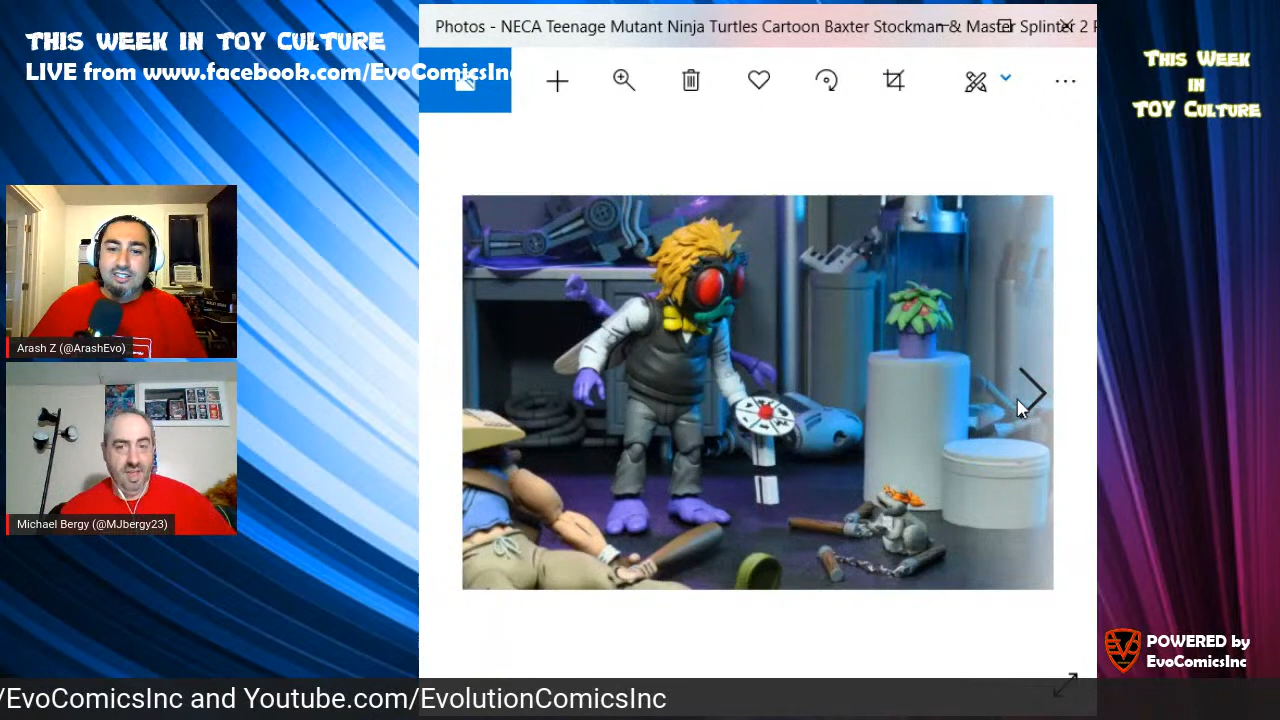 THIS WEEK IN TOY CULTURE
LIVE from www.facebook.com/EvoComicsIn
Photos - NECA Teenage Mutant Ninja Turtles Cartoon Baxter Stockman & Master Splinter 2 P
This Week
in
TOY Culture
Arash Z (@ArashEvo)
Michael Bergy (@MJbergy23)
EVO
POWERED by
EvoComicsInc
/EvoComicsInc and Youtube.com/EvolutionComicsInc